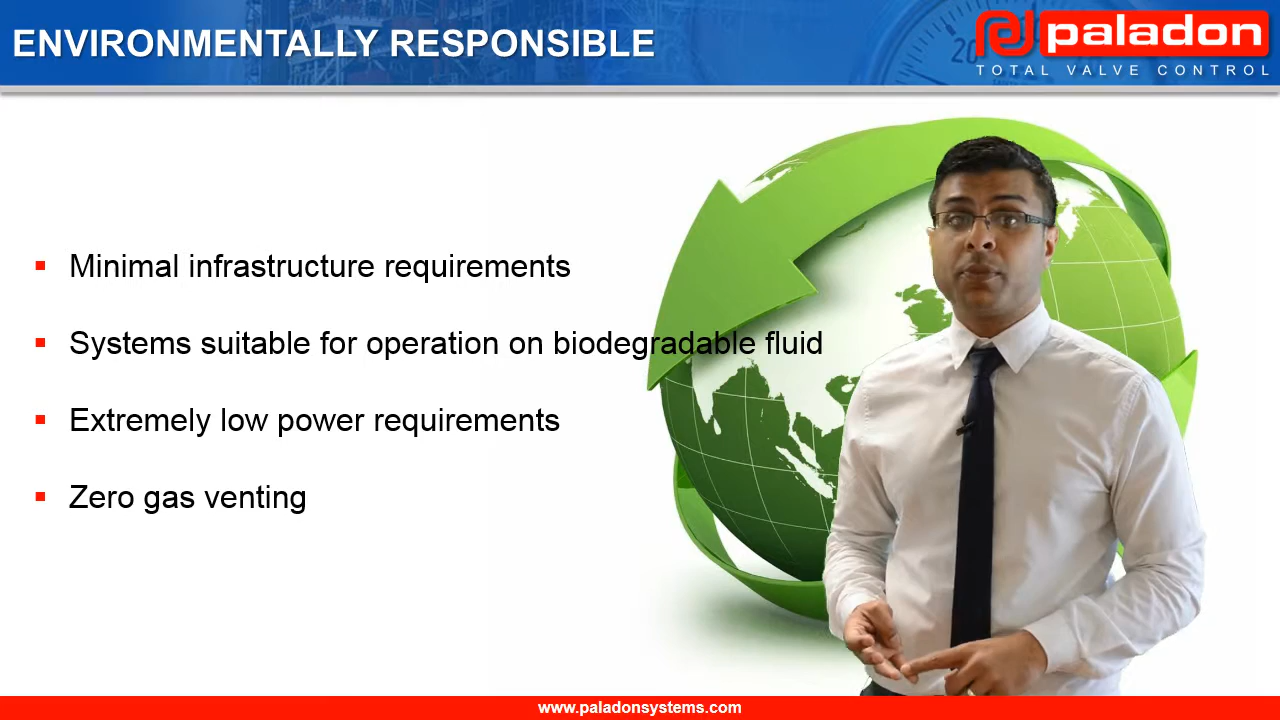 ENVIRONMENTALLY RESPONSIBLE
paladon
TOTAL VALVE CONTROL
Minimal infrastructure requirements
Systems suitable for operation on biodegradable fluid
Extremely low power requirements
Zero gas venting
www.paladonsystems.com